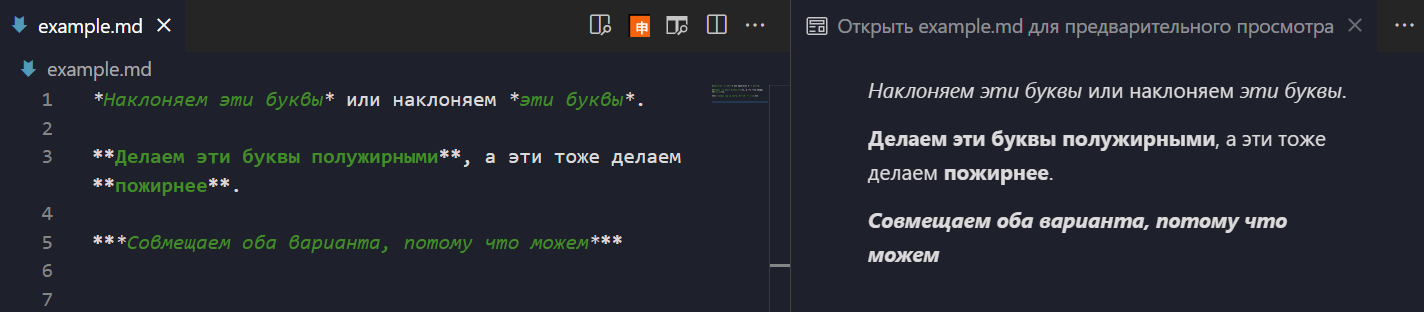 example.md
申
Открыть example.md для предварительного просмотра
example.md
1 *Наклоняем эти буквы* или наклоняем *эти буквы*.
2
3 **Делаем эти буквы полужирными**, а эти тоже делаем
**пожирнее**.
4
5 ***Совмещаем оба варианта, потому что можем***
6
7
Наклоняем эти буквы или наклоняем эти буквы.
Делаем эти буквы полужирными, а эти тоже
делаем пожирнее.
Совмещаем оба варианта, потому что
можем